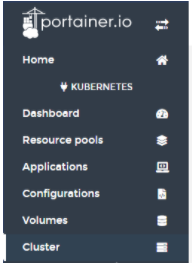 portainer.io
Home
KUBERNETES
Dashboard
Resource pools
Applications
Configurations
Volumes
Cluster